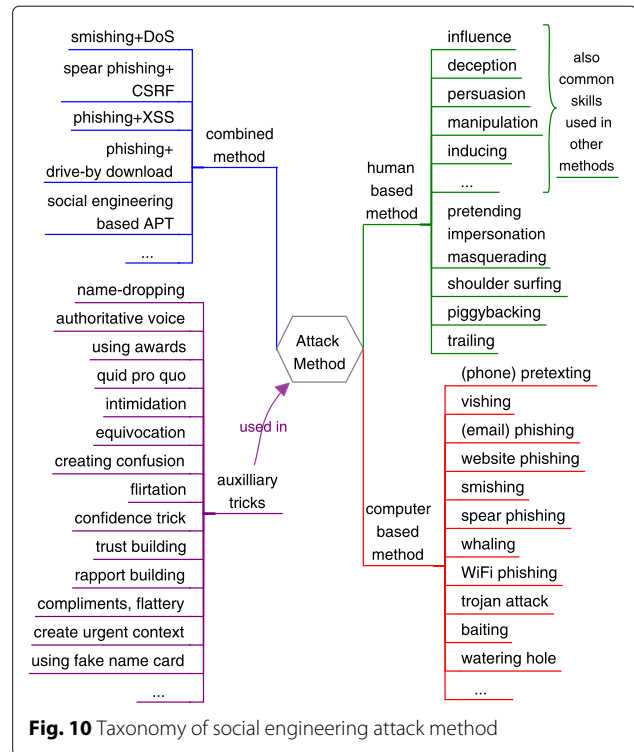 smishing+DoS
spear phishing+
CSRF
phishing+XSS
phishing+
drive-by download
social engineering
based APT
...
combined
method
name-dropping
authoritative voice
using awards
quid pro quo
intimidation
equivocation
creating confusion
flirtation
confidence trick
trust building
rapport building
compliments, flattery
create urgent context
using fake name card
...
auxilliary
tricks
used in
Attack
Method
human
based
method
influence
deception
persuasion
manipulation
inducing
...
also
common
skills
used in
other
methods
pretending
impersonation
masquerading
shoulder surfing
piggybacking
trailing
computer
based
method
(phone) pretexting
vishing
(email) phishing
website phishing
smishing
spear phishing
whaling
WiFi phishing
trojan attack
baiting
watering hole
...
Fig. 10 Taxonomy of social engineering attack method